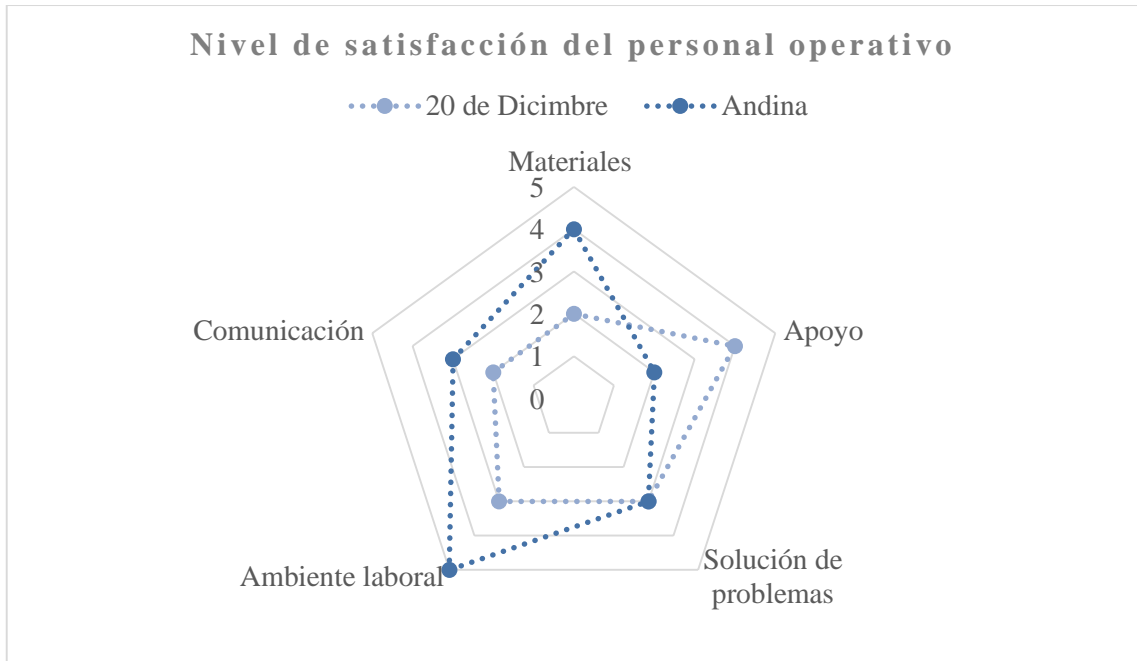 Nivel de satisfacción del personal operativo
20 de Dicimbre Andina
Materiales
5
4
3
2
1
0
Comunicación
Apoyo
Ambiente laboral
Solución de
problemas